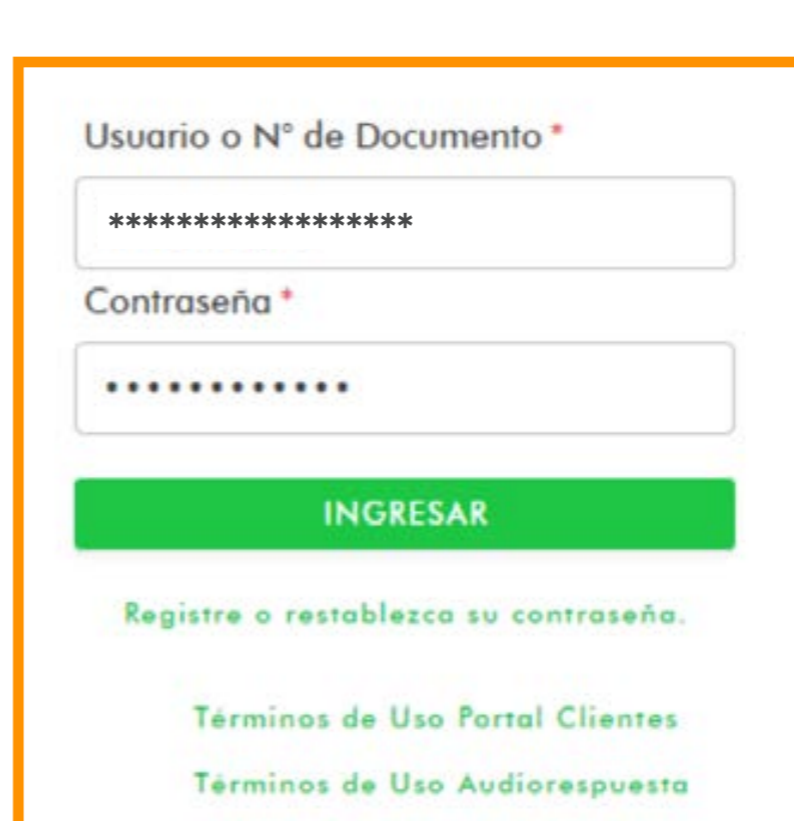 Usuario o N° de Documento *
******************
Contraseña *
••••••••••••
INGRESAR
Registre o restablezca su contraseña.
Términos de Uso Portal Clientes
Términos de Uso Audiorespuesta